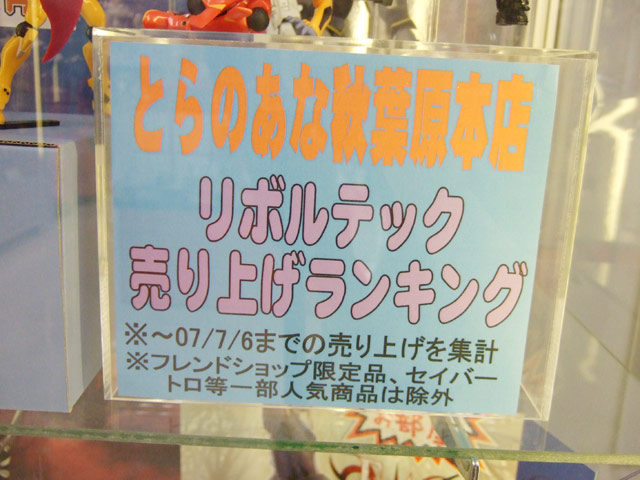 とらのあな秋葉原本店
リボルテック
売り上げランキング
※～07/7/6までの売り上げを集計
※フレンドショップ限定品、セイバー
トロ等一部人気商品は除外
お部屋